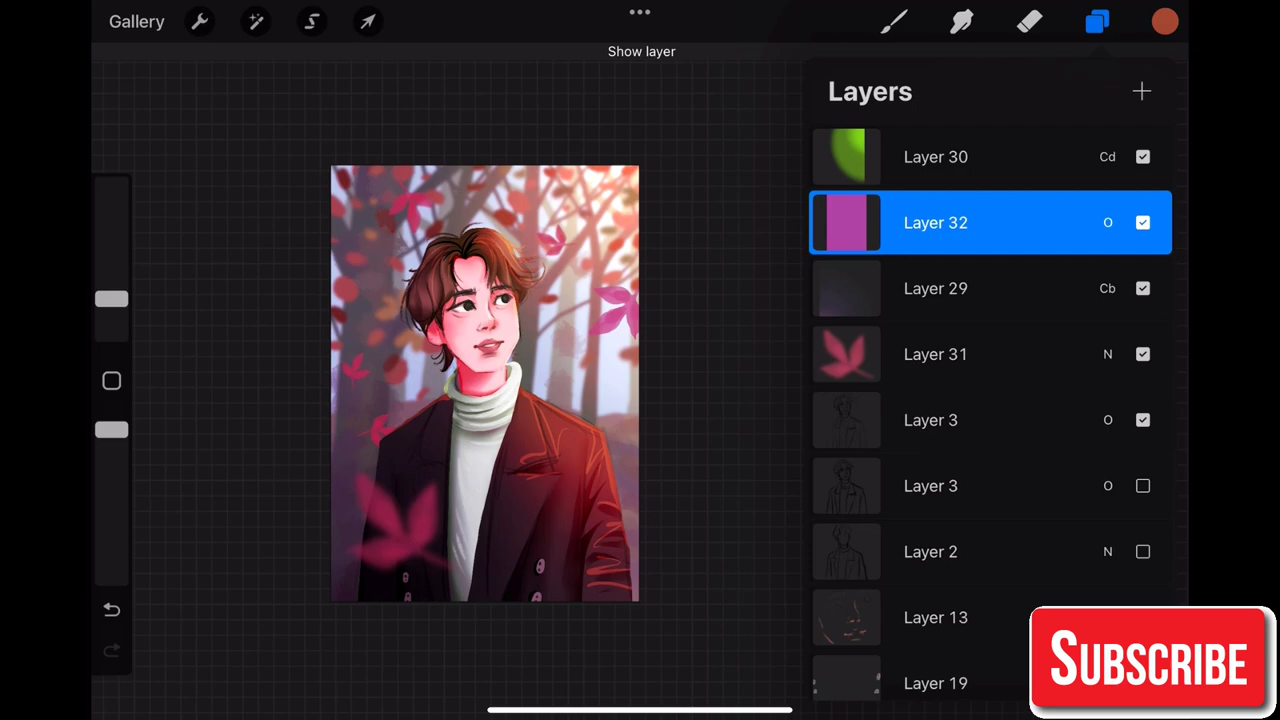 Gallery
Show layer
Layers
Layer 30 Cd
Layer 32 O
Layer 29 Cb
Layer 31 N
Layer 3 O
Layer 3 O
Layer 2 N
Layer 13
Layer 19
SUBSCRIBE